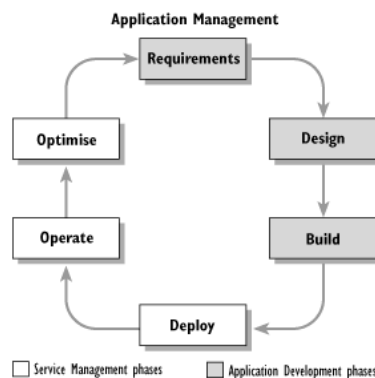 Application Management
Requirements
Optimise
Design
Operate
Build
Deploy
Service Management phases
Application Development phases